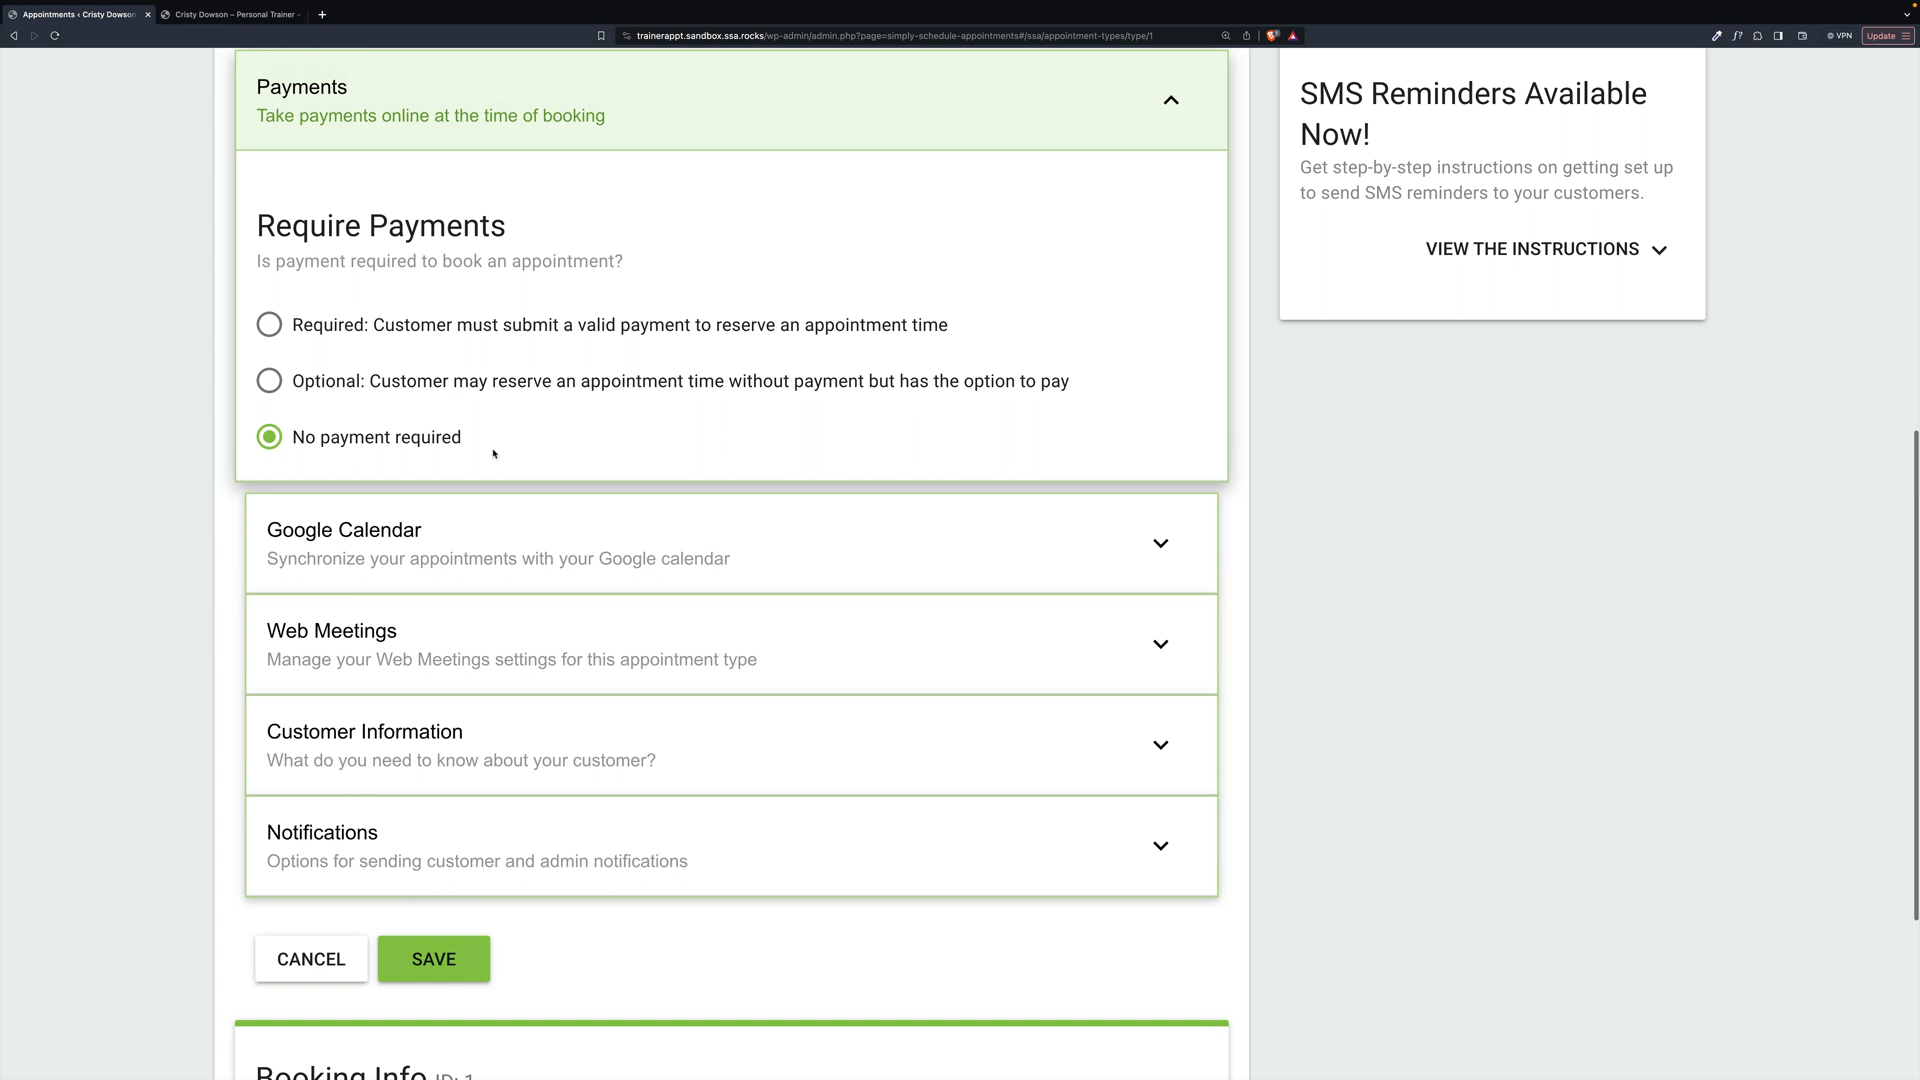 Appointments ‹ Cristy Dowson
Cristy Dowson – Personal Trainer –
trainerappt.sandbox.ssa.rocks/wp-admin/admin.php?page=simply-schedule-appointments#/ssa/appointment-types/type/1
VPN
Update
Payments
Take payments online at the time of booking
Require Payments
Is payment required to book an appointment?
Required: Customer must submit a valid payment to reserve an appointment time
Optional: Customer may reserve an appointment time without payment but has the option to pay
No payment required
Google Calendar
Synchronize your appointments with your Google calendar
Web Meetings
Manage your Web Meetings settings for this appointment type
Customer Information
What do you need to know about your customer?
Notifications
Options for sending customer and admin notifications
CANCEL
SAVE
Booking Info ID: 1
SMS Reminders Available
Now!
Get step-by-step instructions on getting set up
to send SMS reminders to your customers.
VIEW THE INSTRUCTIONS